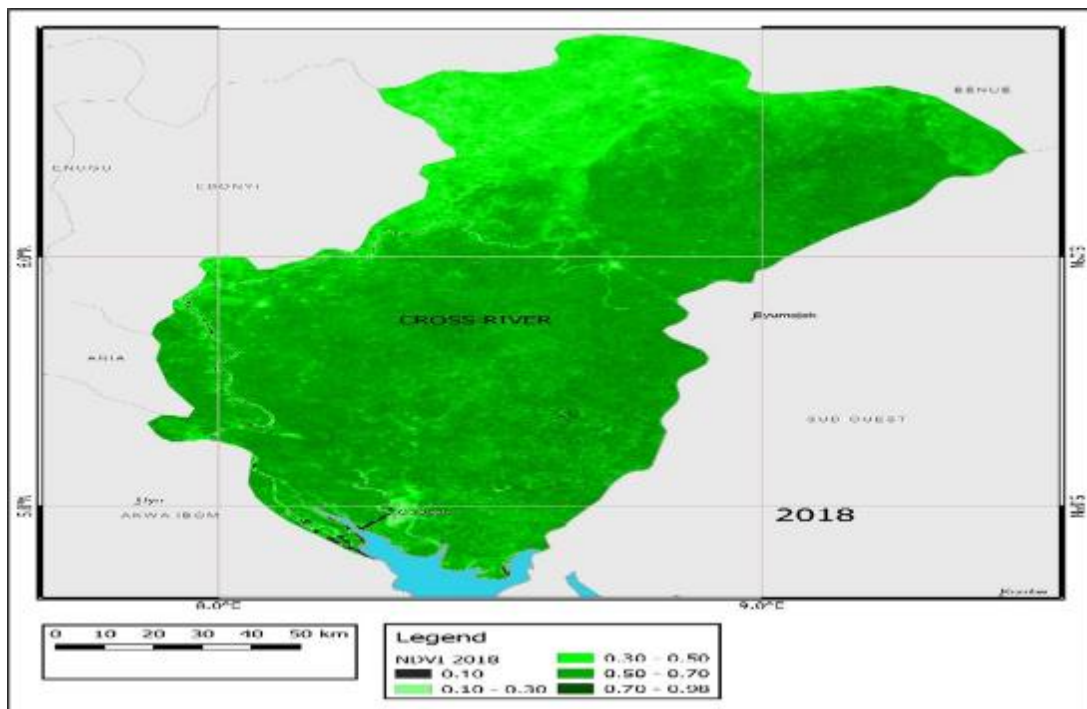 BENUE
ENUGU
EBONYI
CROSS-RIVER
ABIA
SUD OUEST
AKWA IBOM
2018
8.0°E
9.0°E
0 10 20 30 40 50 km
Legend
NDVI 2018
0.10
0.10 - 0.30
0.30 - 0.50
0.50 - 0.70
0.70 - 0.98